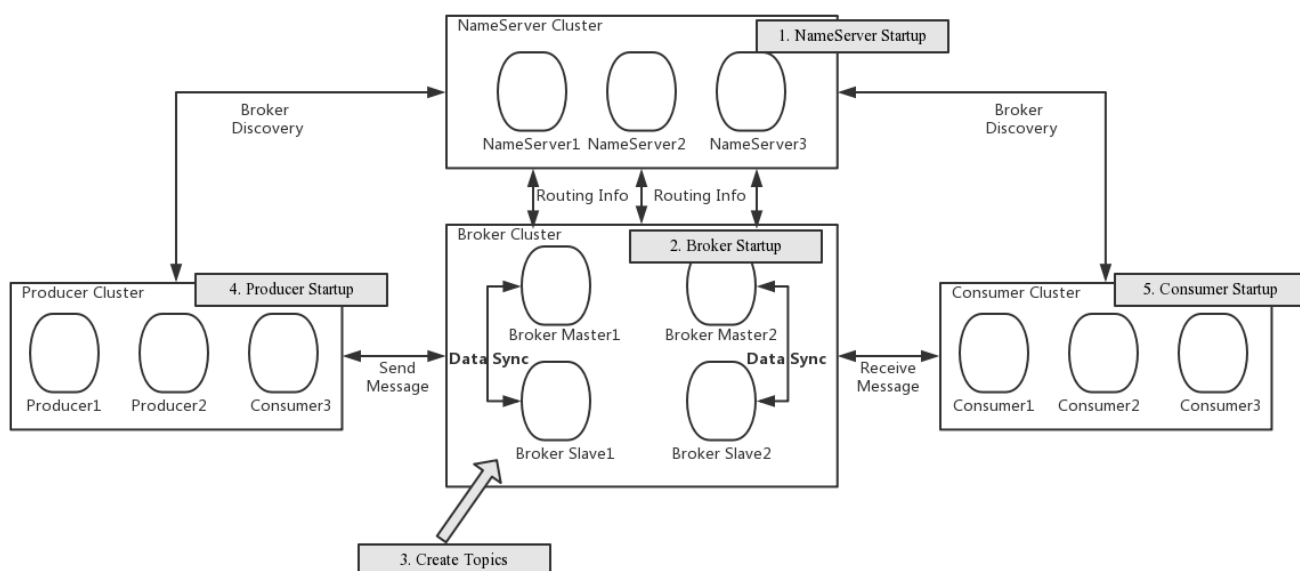 NameServer Cluster
1. NameServer Startup
NameServer1
NameServer2
NameServer3
Broker
Discovery
Broker
Discovery
Routing Info
Routing Info
Broker Cluster
2. Broker Startup
Producer Cluster
4. Producer Startup
Consumer Cluster
5. Consumer Startup
Broker Master1
Broker Master2
Data Sync
Data Sync
Send
Message
Receive
Message
Producer1
Producer2
Consumer3
Consumer1
Consumer2
Consumer3
Broker Slave1
Broker Slave2
3. Create Topics